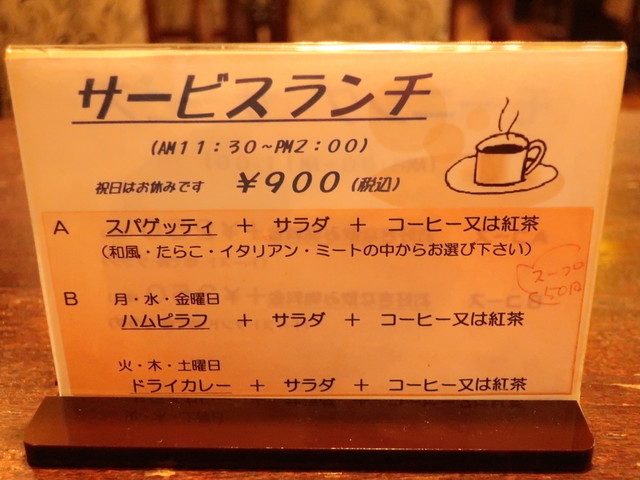 サービスランチ
(AM11:30~PM2:00)
祝日はお休みです ¥900(税込)
A スパゲッティ + サラダ + コーヒー又は紅茶
(和風・たらこ・イタリアン・ミートの中からお選び下さい)
スープ
B 月・水・金曜日
ハムピラフ + サラダ + コーヒー又は紅茶
火・木・土曜日
ドライカレー + サラダ + コーヒー又は紅茶